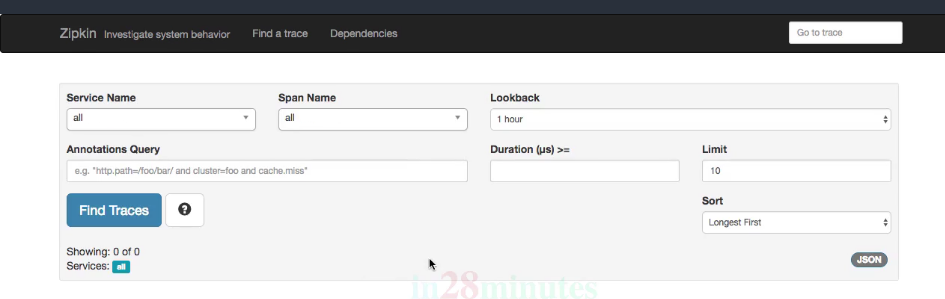 Zipkin Investigate system behavior Find a trace Dependencies Go to trace
Service Name Span Name Lookback
all all 1 hour
Annotations Query Duration (μs) >= Limit
e.g. "http.path=/foo/bar/ and cluster=foo and cache.miss" 10
Find Traces ? Sort
Longest First
Showing: 0 of 0
Services: all JSON
in28minutes